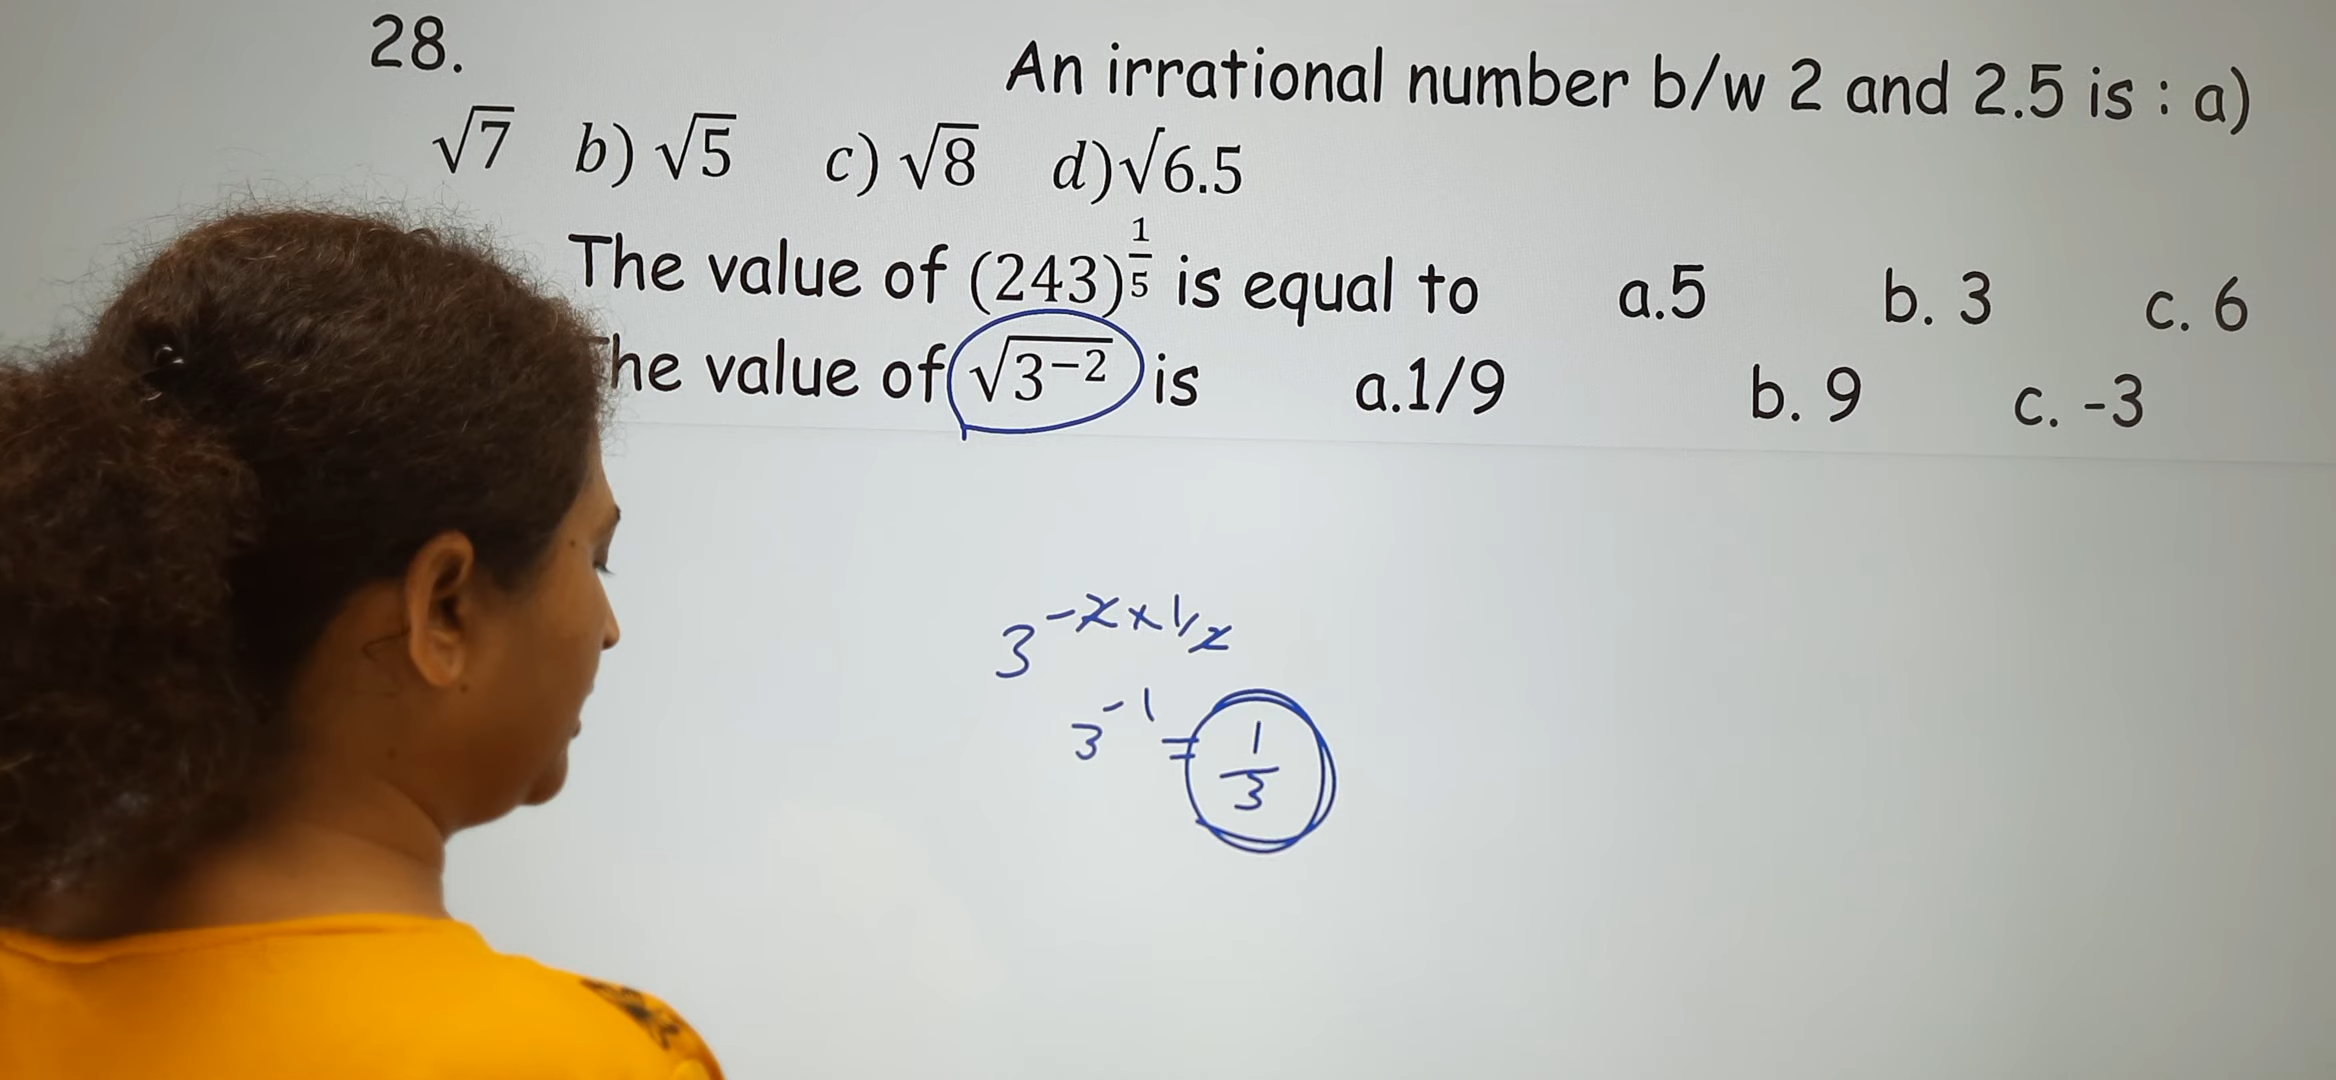 28.
An irrational number b/w 2 and 2.5 is : a)
√7 b) √5 c) √8 d)√6.5
The value of (243)^{1/5} is equal to a.5 b. 3 c. 6
he value of √3⁻² is a.1/9 b. 9 c. -3
3^{-2×1/2}
3⁻¹ = 1/3